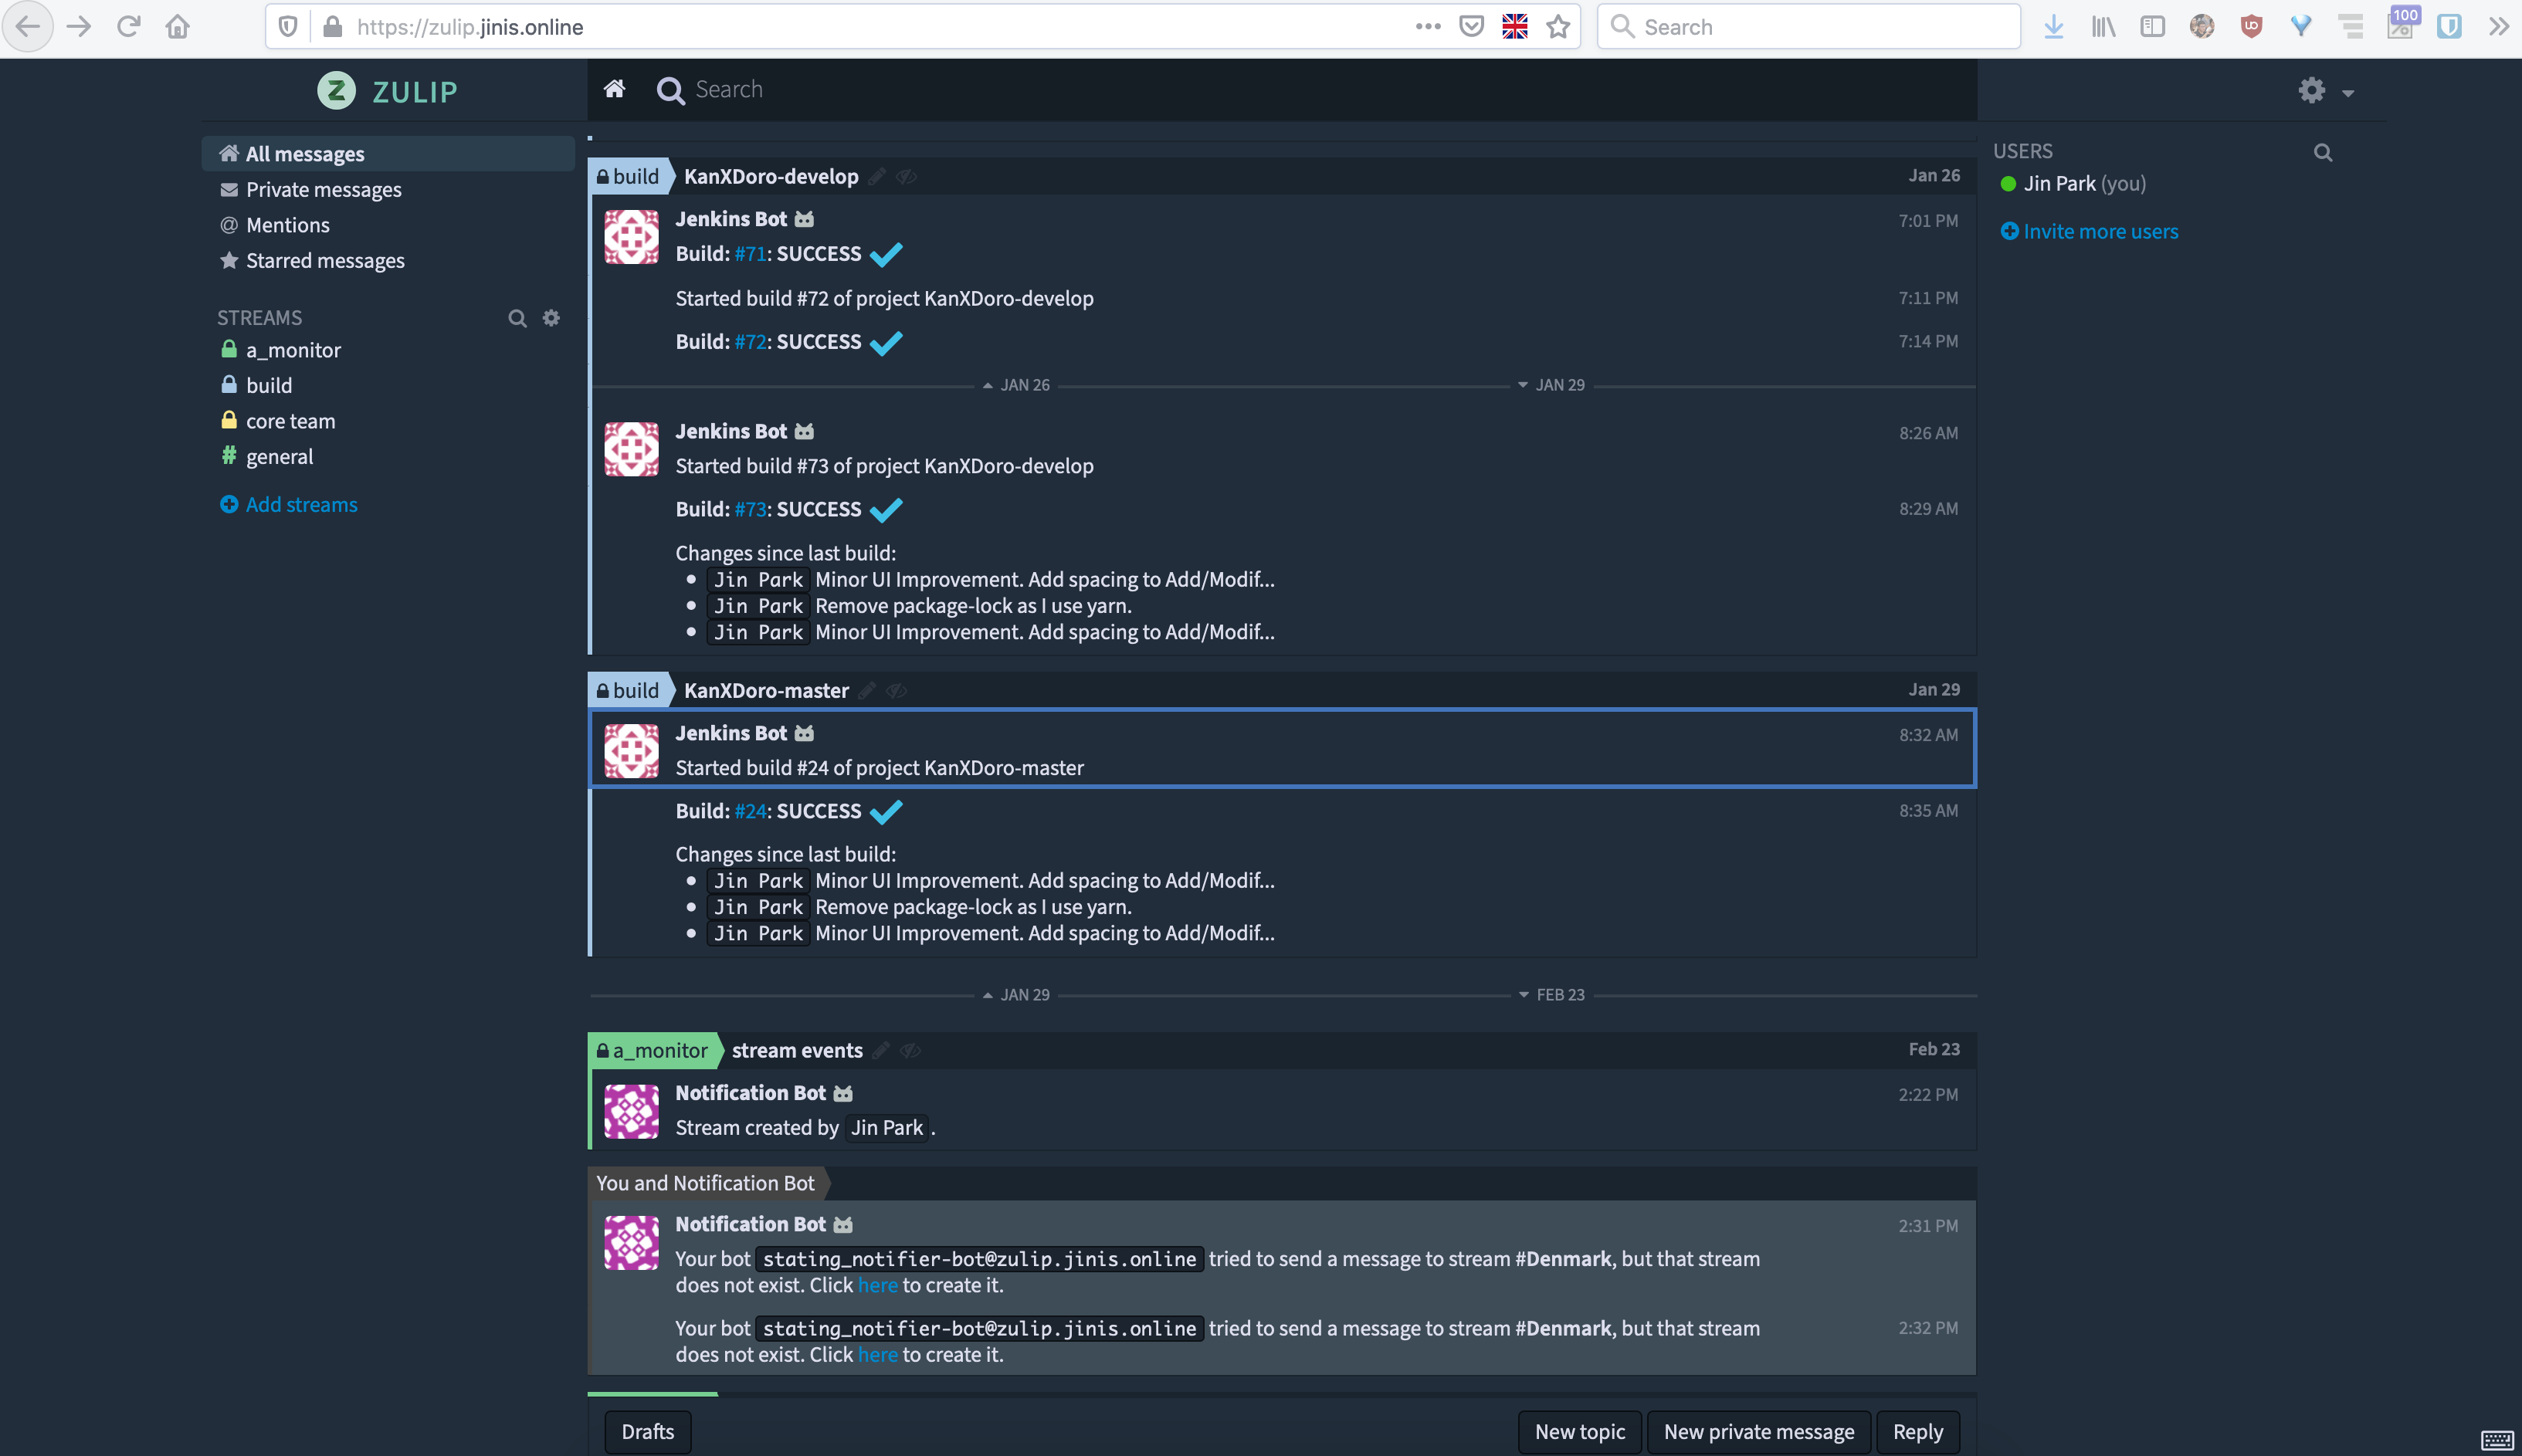 https://zulip.jinis.online
Search
100
ZULIP
Search
All messages
Private messages
@ Mentions
Starred messages
STREAMS
a_monitor
build
core team
# general
Add streams
build KanXDoro-develop Jan 26
Jenkins Bot 7:01 PM
Build: #71: SUCCESS
Started build #72 of project KanXDoro-develop 7:11 PM
Build: #72: SUCCESS 7:14 PM
JAN 26 JAN 29
Jenkins Bot 8:26 AM
Started build #73 of project KanXDoro-develop
Build: #73: SUCCESS 8:29 AM
Changes since last build:
• Jin Park Minor UI Improvement. Add spacing to Add/Modif...
• Jin Park Remove package-lock as I use yarn.
• Jin Park Minor UI Improvement. Add spacing to Add/Modif...
build KanXDoro-master Jan 29
Jenkins Bot 8:32 AM
Started build #24 of project KanXDoro-master
Build: #24: SUCCESS 8:35 AM
Changes since last build:
• Jin Park Minor UI Improvement. Add spacing to Add/Modif...
• Jin Park Remove package-lock as I use yarn.
• Jin Park Minor UI Improvement. Add spacing to Add/Modif...
JAN 29 FEB 23
a_monitor stream events Feb 23
Notification Bot 2:22 PM
Stream created by Jin Park .
You and Notification Bot
Notification Bot 2:31 PM
Your bot stating_notifier-bot@zulip.jinis.online tried to send a message to stream #Denmark, but that stream
does not exist. Click here to create it.
Your bot stating_notifier-bot@zulip.jinis.online tried to send a message to stream #Denmark, but that stream 2:32 PM
does not exist. Click here to create it.
Drafts New topic New private message Reply
USERS
Jin Park (you)
Invite more users